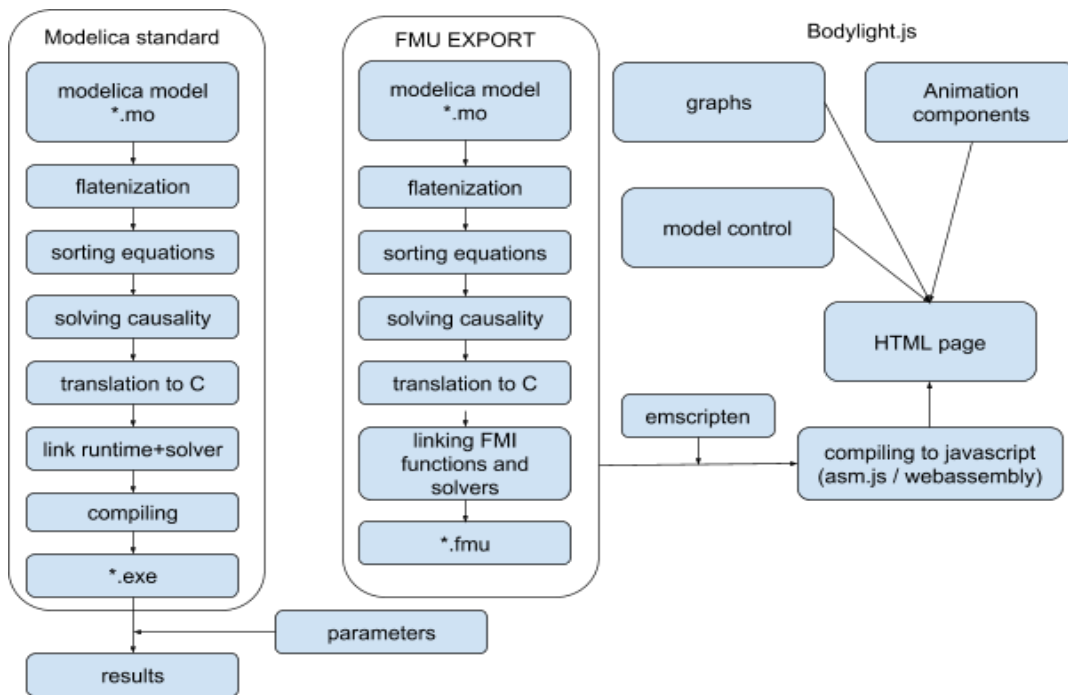 Modelica standard
modelica model
*.mo
flatenization
sorting equations
solving causality
translation to C
link runtime+solver
compiling
*.exe
parameters
results
FMU EXPORT
modelica model
*.mo
flatenization
sorting equations
solving causality
translation to C
linking FMI
functions and
solvers
*.fmu
Bodylight.js
graphs
Animation
components
model control
HTML page
emscripten
compiling to javascript
(asm.js / webassembly)